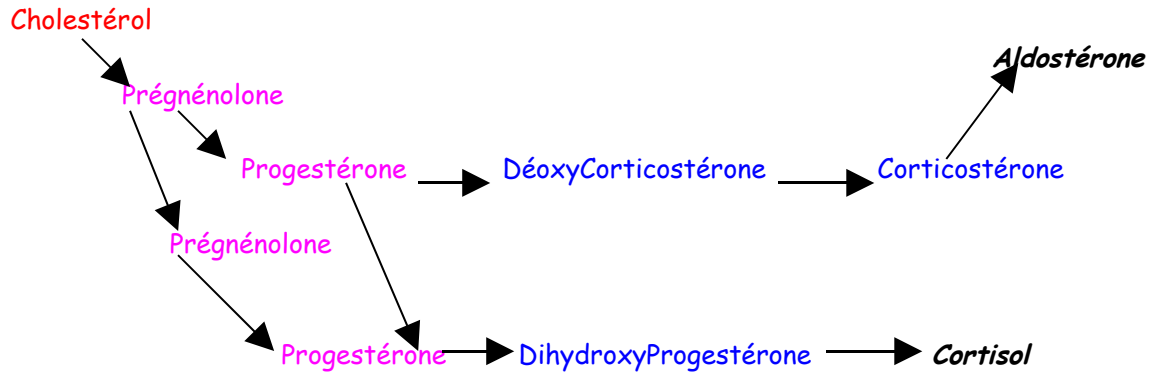 Cholestérol
Aldostérone
Prégnénolone
Progestérone
DéoxyCorticostérone
Corticostérone
Prégnénolone
Progestérone
DihydroxyProgestérone
Cortisol